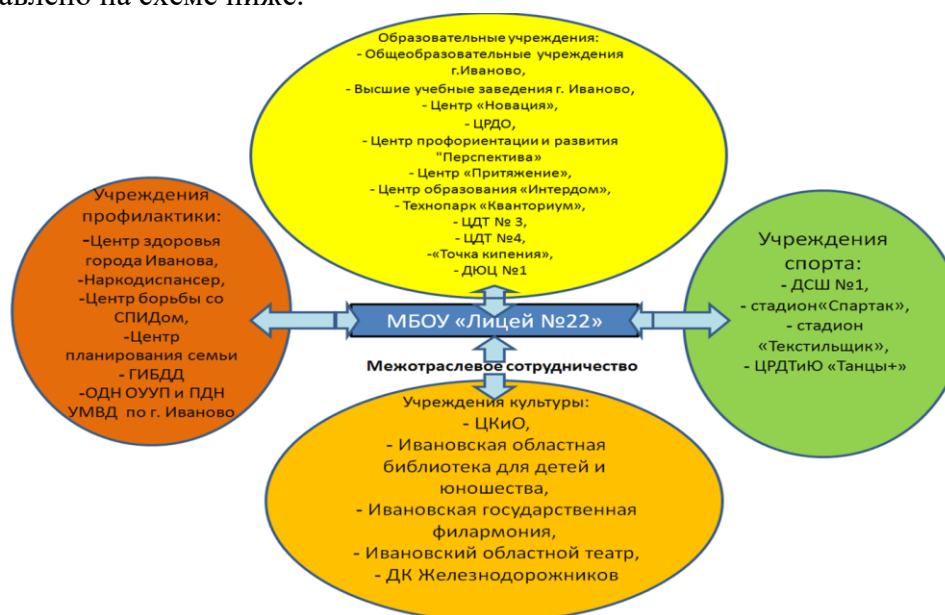 авлено на схеме ниже.
Образовательные учреждения:
- Общеобразовательные учреждения
г.Иваново,
- Высшие учебные заведения г. Иваново,
- Центр «Новация»,
- ЦРДО,
- Центр профориентации и развития
"Перспектива»
- Центр «Притяжение»,
- Центр образования «Интердом»,
- Технопарк «Кванториум»,
- ЦДТ № 3,
- ЦДТ №4,
-«Точка кипения»,
- ДЮЦ №1
Учреждения
профилактики:
-Центр здоровья
города Иванова,
-Наркодиспансер,
-Центр борьбы со
СПИДом,
-Центр
планирования семьи
- ГИБДД
-ОДН ОУУП и ПДН
УМВД по г. Иваново
МБОУ «Лицей №22»
Межотраслевое сотрудничество
Учреждения
спорта:
- ДСШ №1,
- стадион«Спартак»,
- стадион
«Текстильщик»,
- ЦРДТиЮ «Танцы+»
Учреждения культуры:
- ЦКиО,
- Ивановская областная
библиотека для детей и
юношества,
- Ивановская государственная
филармония,
- Ивановский областной театр,
- ДК Железнодорожников